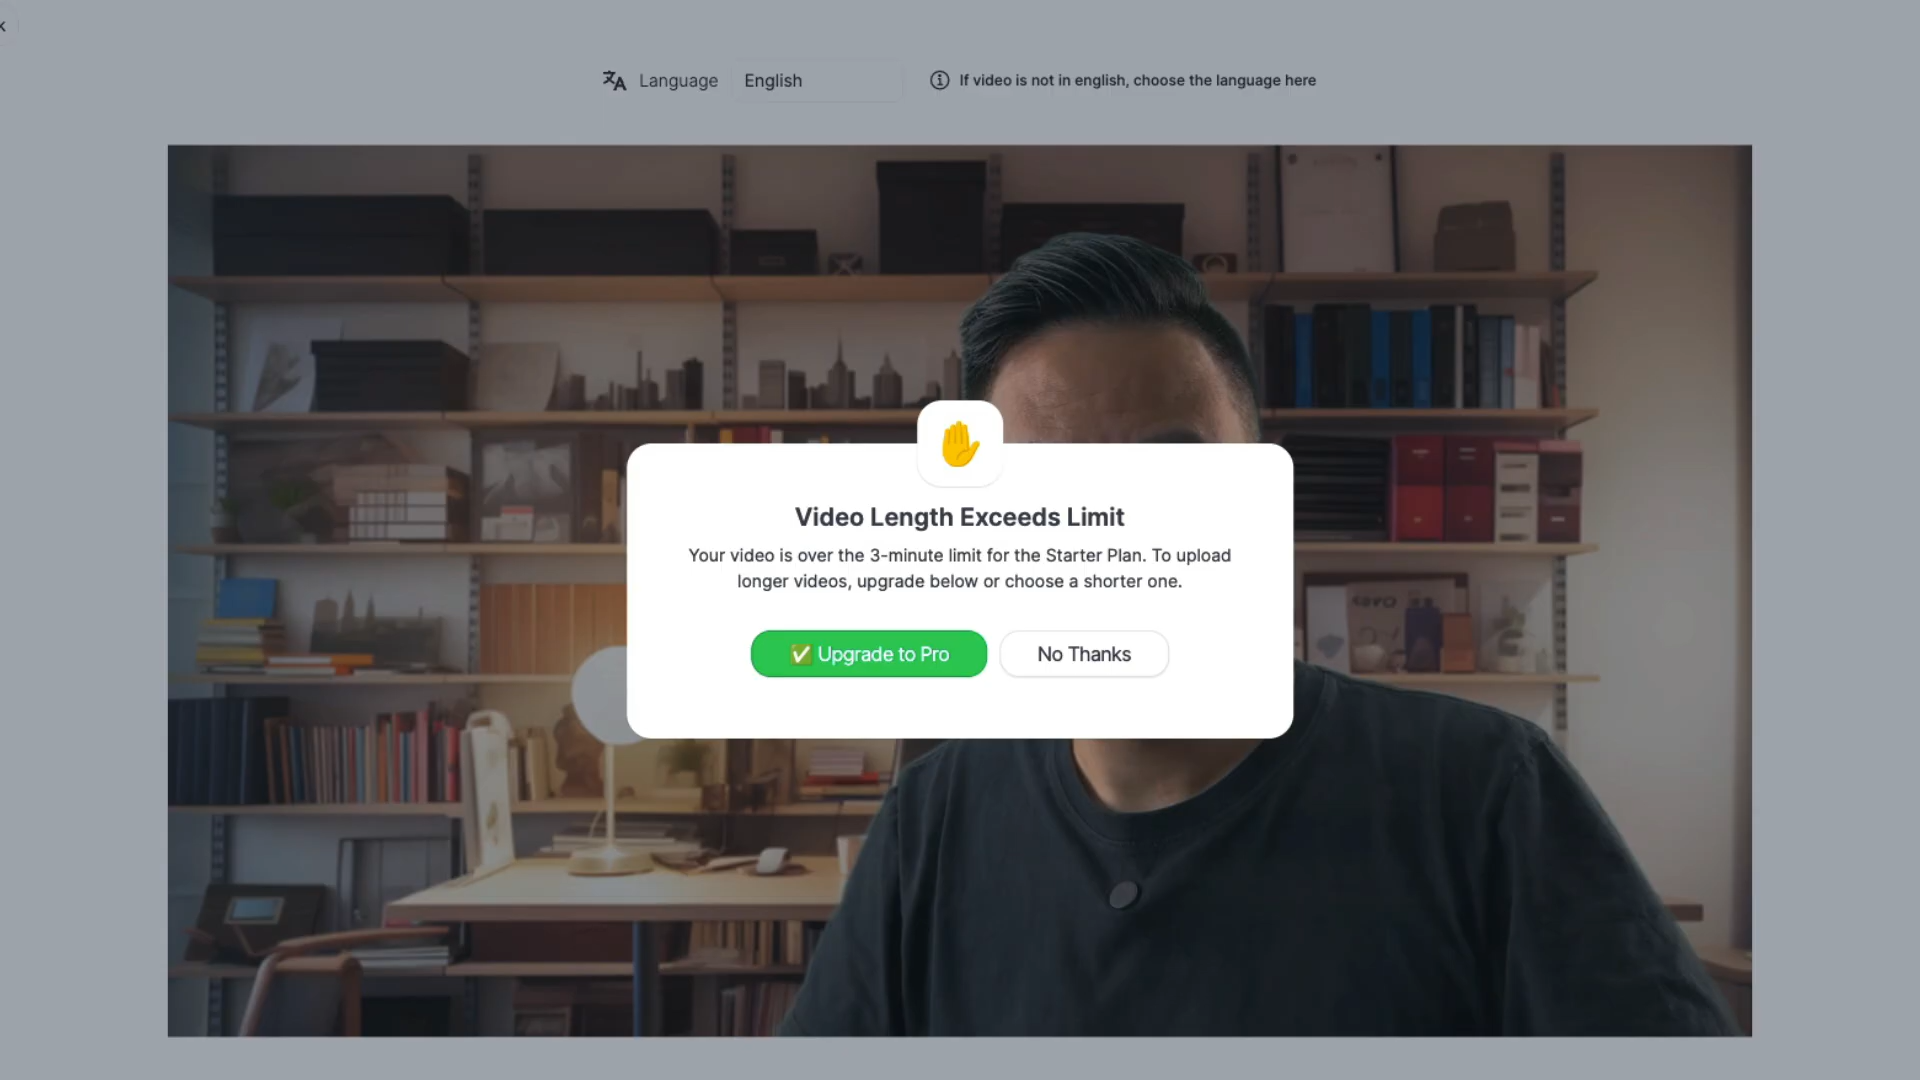 Language
English
If video is not in english, choose the language here
Video Length Exceeds Limit
Your video is over the 3-minute limit for the Starter Plan. To upload
longer videos, upgrade below or choose a shorter one.
✅ Upgrade to Pro
No Thanks